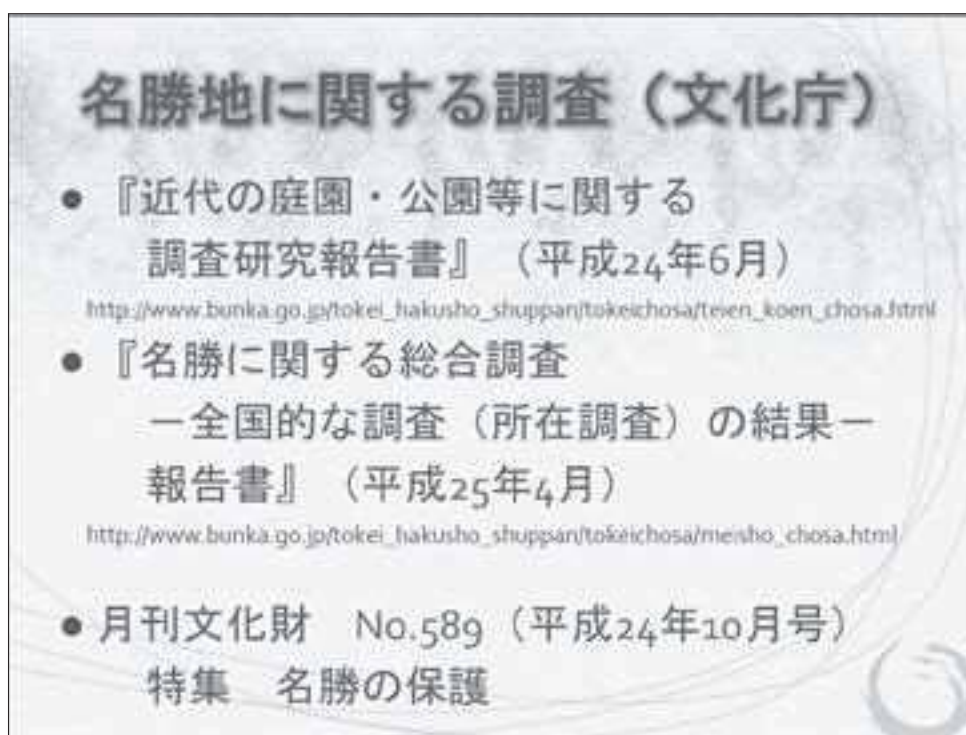 名勝地に関する調査（文化庁）
● 『近代の庭園・公園等に関する
調査研究報告書』（平成24年6月）
http://www.bunka.go.jp/tokei_hakusho_shuppan/tokeichosa/teien_koen_chosa.html
● 『名勝に関する総合調査
－全国的な調査（所在調査）の結果－
報告書』（平成25年4月）
http://www.bunka.go.jp/tokei_hakusho_shuppan/tokeichosa/meisho_chosa.html
● 月刊文化財　No.589（平成24年10月号）
特集　名勝の保護